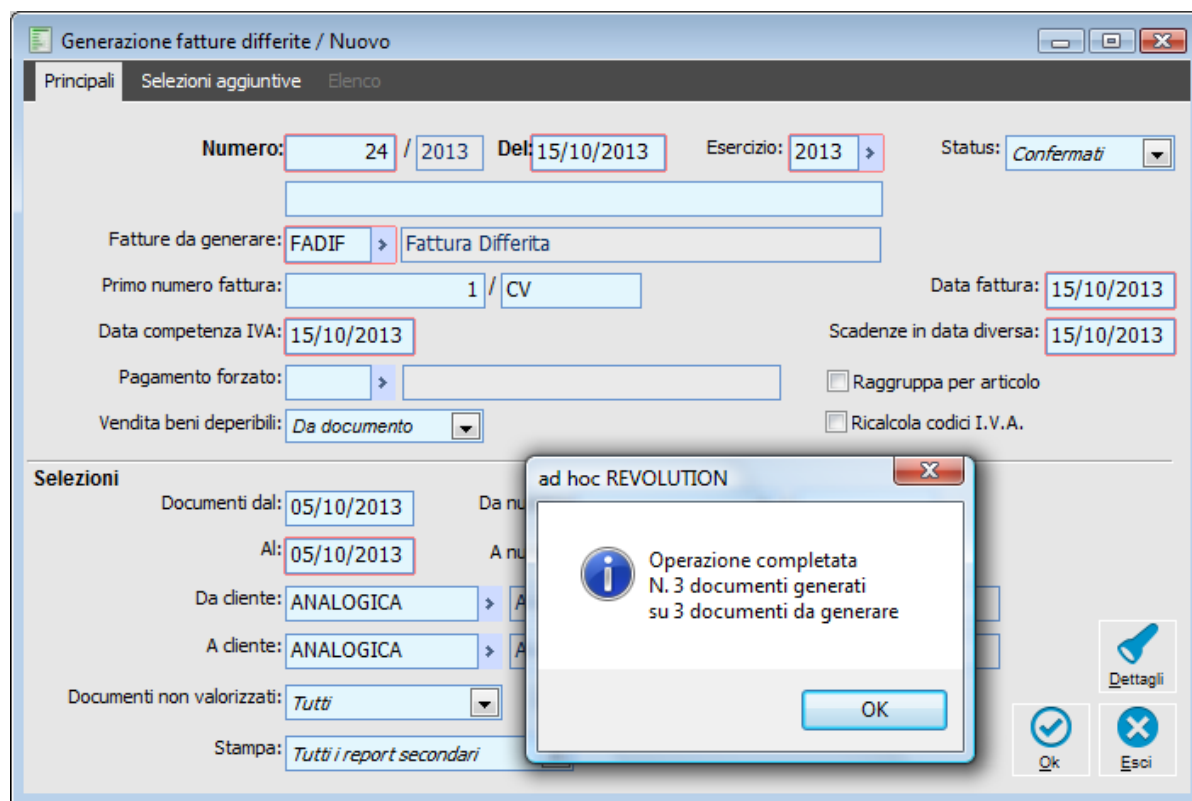 Generazione fatture differite / Nuovo
Principali Selezioni aggiuntive Elenco
Numero: 24 / 2013 Del: 15/10/2013 Esercizio: 2013 Status: Confermati
Fatture da generare: FADIF Fattura Differita
Primo numero fattura: 1 / CV Data fattura: 15/10/2013
Data competenza IVA: 15/10/2013 Scadenze in data diversa: 15/10/2013
Pagamento forzato: Raggruppa per articolo
Vendita beni deperibili: Da documento Ricalcola codici I.V.A.
Selezioni
Documenti dal: 05/10/2013 Da nu
Al: 05/10/2013 A nu
Da cliente: ANALOGICA A
A cliente: ANALOGICA A
Documenti non valorizzati: Tutti
Stampa: Tutti i report secondari
ad hoc REVOLUTION
Operazione completata
N. 3 documenti generati
su 3 documenti da generare
OK
Dettagli
Ok Esci